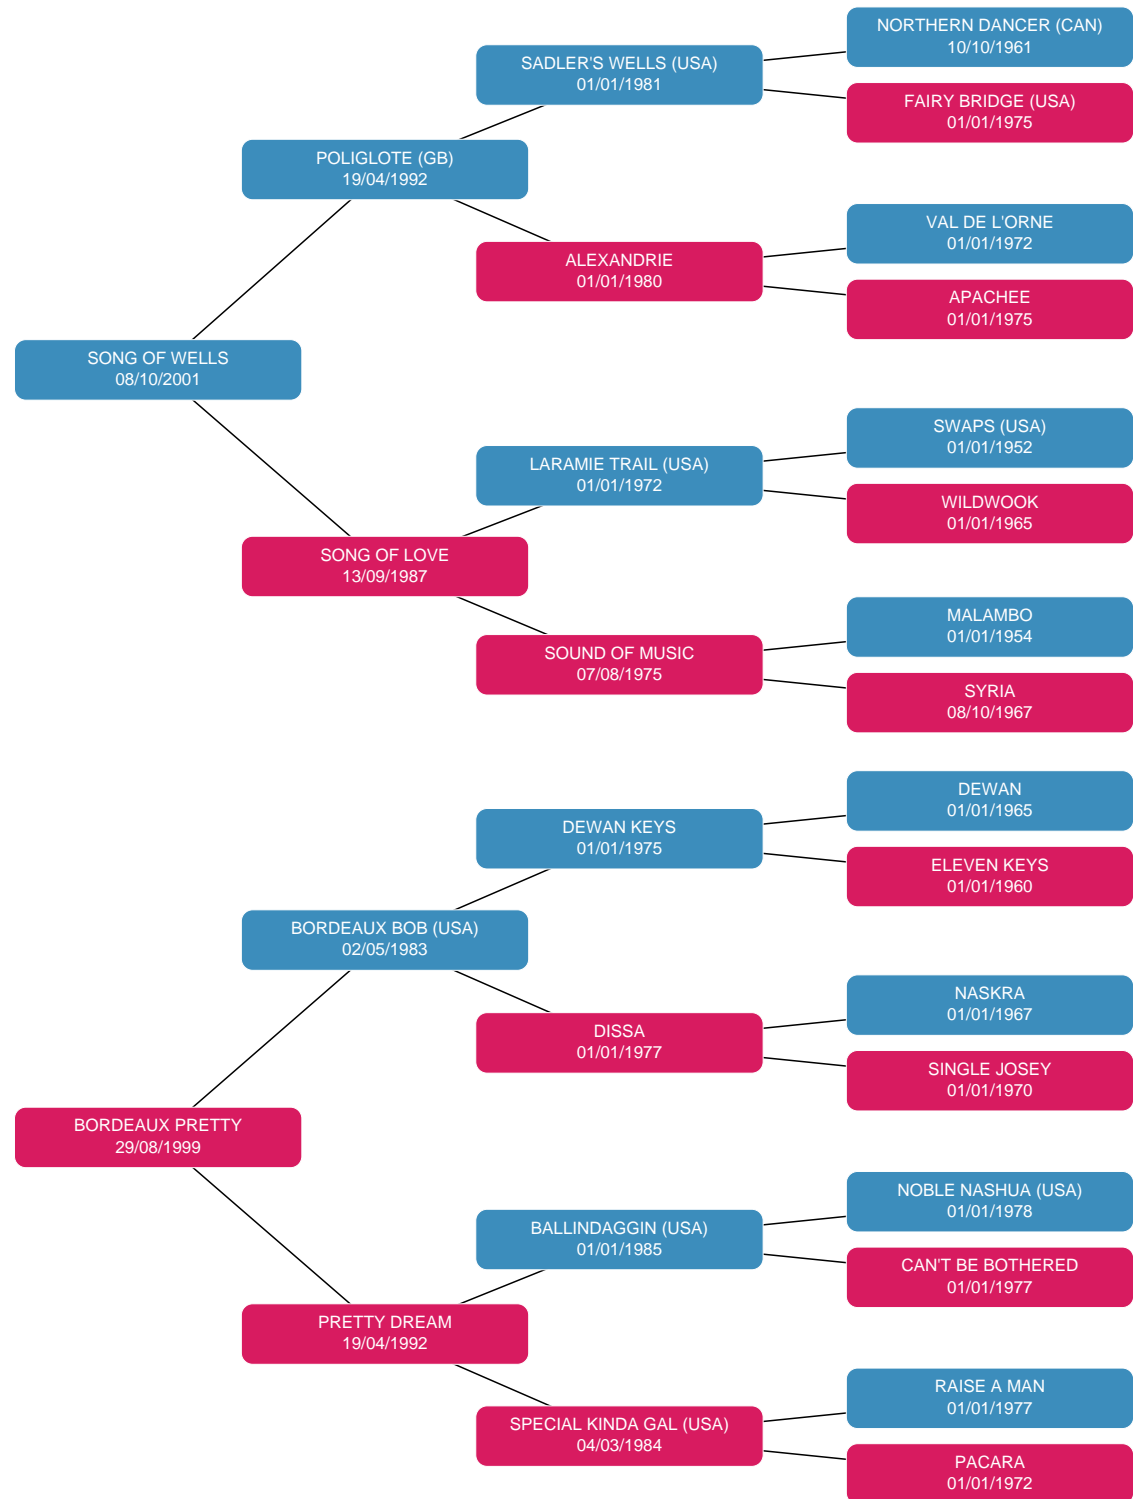 NORTHERN DANCER (CAN)
10/10/1961
SADLER'S WELLS (USA)
01/01/1981
FAIRY BRIDGE (USA)
01/01/1975
POLIGLOTE (GB)
19/04/1992
VAL DE L'ORNE
01/01/1972
ALEXANDRIE
01/01/1980
APACHEE
01/01/1975
SONG OF WELLS
08/10/2001
SWAPS (USA)
01/01/1952
LARAMIE TRAIL (USA)
01/01/1972
WILDWOOK
01/01/1965
SONG OF LOVE
13/09/1987
MALAMBO
01/01/1954
SOUND OF MUSIC
07/08/1975
SYRIA
08/10/1967
DEWAN
01/01/1965
DEWAN KEYS
01/01/1975
ELEVEN KEYS
01/01/1960
BORDEAUX BOB (USA)
02/05/1983
NASKRA
01/01/1967
DISSA
01/01/1977
SINGLE JOSEY
01/01/1970
BORDEAUX PRETTY
29/08/1999
NOBLE NASHUA (USA)
01/01/1978
BALLINDAGGIN (USA)
01/01/1985
CAN'T BE BOTHERED
01/01/1977
PRETTY DREAM
19/04/1992
RAISE A MAN
01/01/1977
SPECIAL KINDA GAL (USA)
04/03/1984
PACARA
01/01/1972